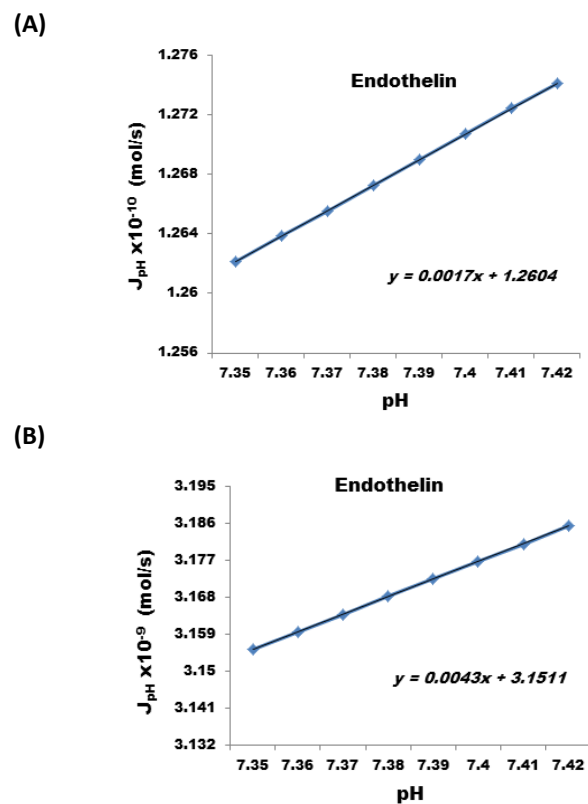 (A)
Endothelin
J_pH x10^-10 (mol/s)
1.276
1.272
1.268
1.264
1.26
1.256
y = 0.0017x + 1.2604
7.35 7.36 7.37 7.38 7.39 7.4 7.41 7.42
pH
(B)
Endothelin
J_pH x10^-9 (mol/s)
3.195
3.186
3.177
3.168
3.159
3.15
3.141
3.132
y = 0.0043x + 3.1511
7.35 7.36 7.37 7.38 7.39 7.4 7.41 7.42
pH